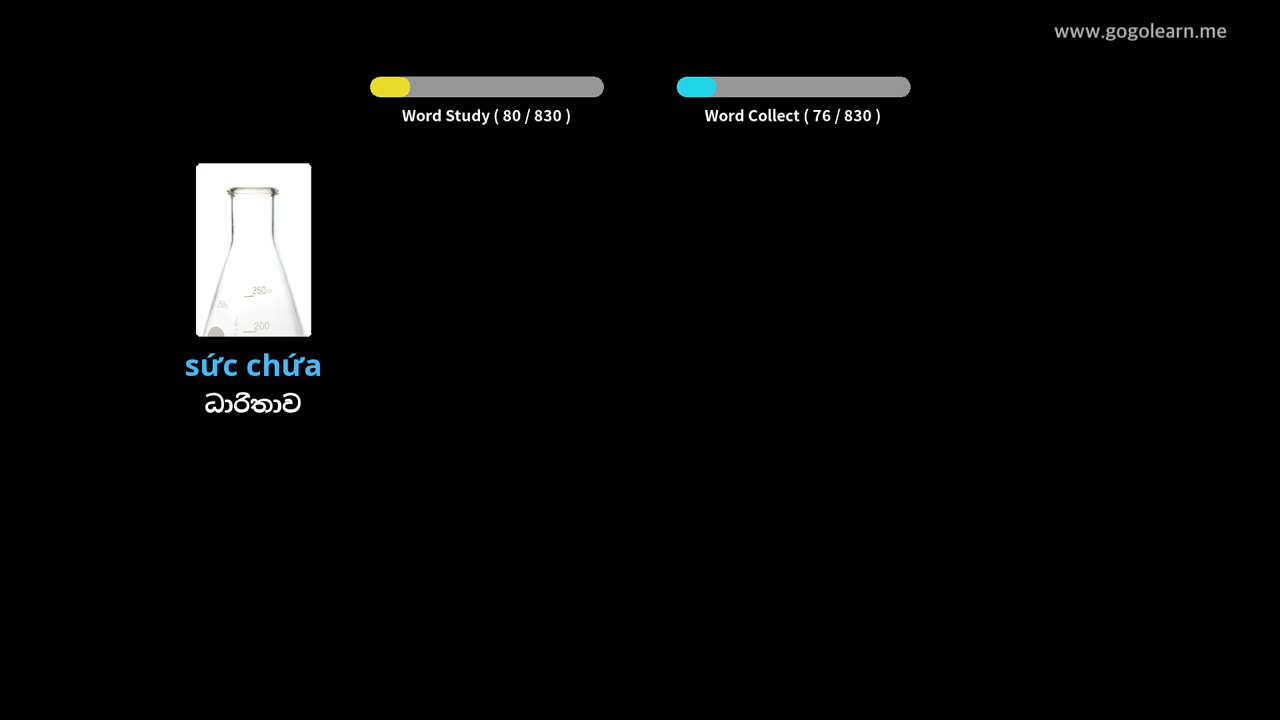 www.gogolearn.me
Word Study ( 80 / 830 )
Word Collect ( 76 / 830 )
250
200
sức chứa
ධාරිතාව